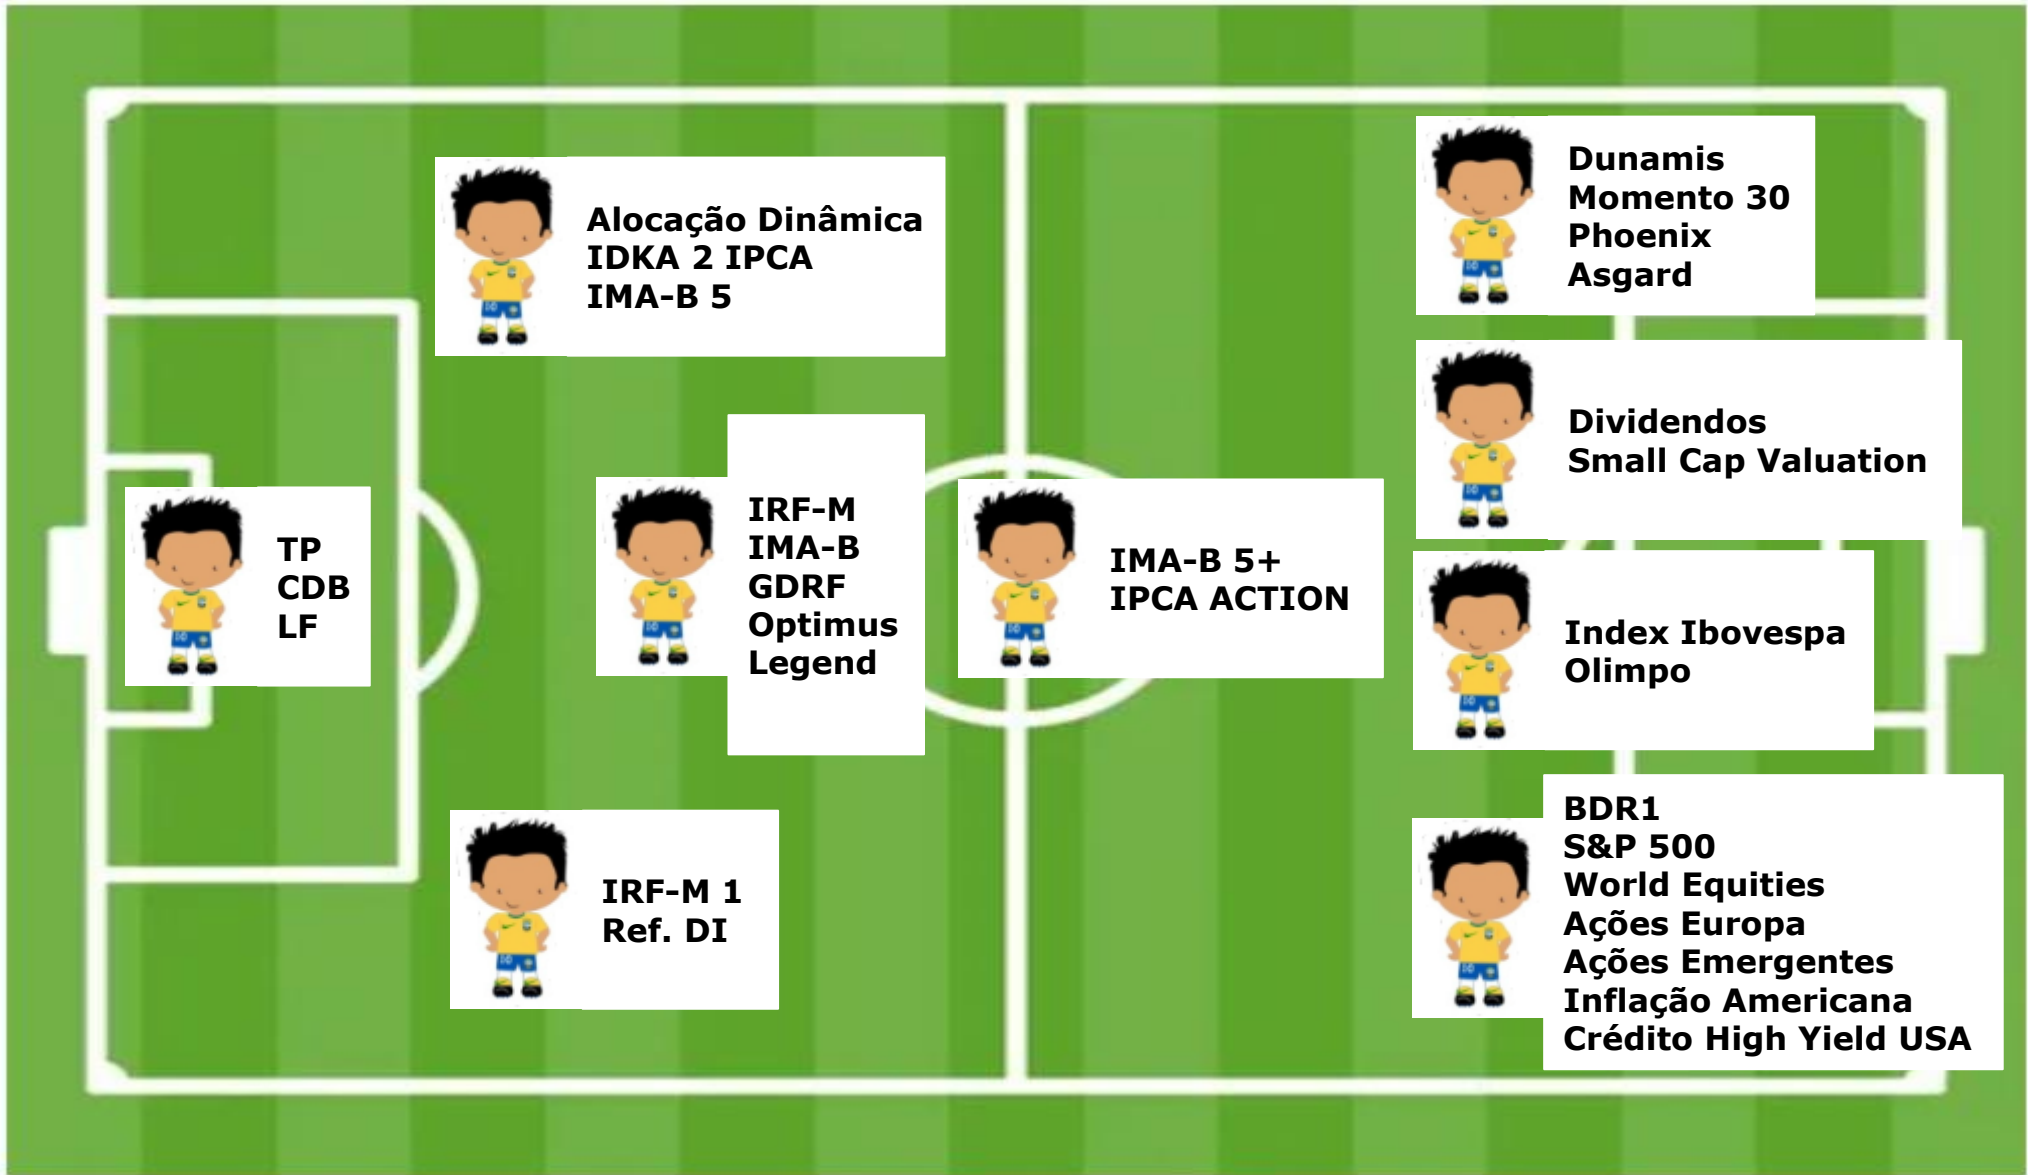 TP
CDB
LF
Alocação Dinâmica
IDKA 2 IPCA
IMA-B 5
IRF-M 1
Ref. DI
IRF-M
IMA-B
GDRF
Optimus
Legend
IMA-B 5+
IPCA ACTION
Dunamis
Momento 30
Phoenix
Asgard
Dividendos
Small Cap Valuation
Index Ibovespa
Olimpo
BDR1
S&P 500
World Equities
Ações Europa
Ações Emergentes
Inflação Americana
Crédito High Yield USA